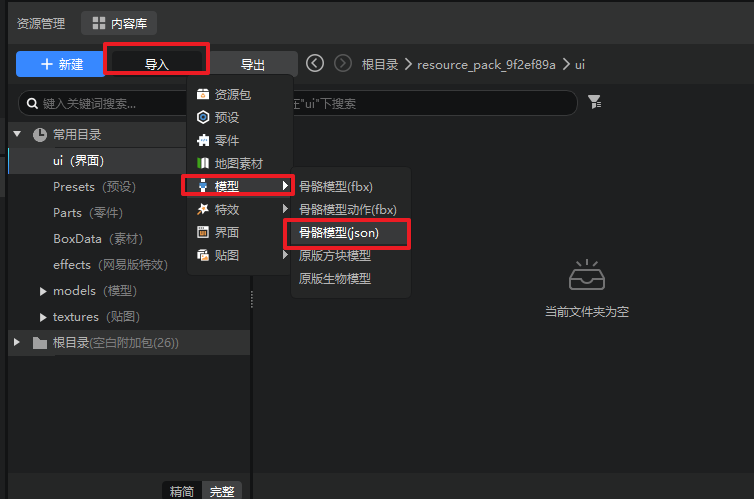 资源管理 内容库
新建 导入 导出 根目录 resource_pack_9f2ef89a ui
键入关键词搜索... 在"ui"下搜索
资源包
预设
零件
地图素材
模型
特效
界面
贴图
骨骼模型(fbx)
骨骼模型动作(fbx)
骨骼模型(json)
原版方块模型
原版生物模型
常用目录
ui（界面）
Presets（预设）
Parts（零件）
BoxData（素材）
effects（网易版特效）
models（模型）
textures（贴图）
根目录(空白附加包(26))
当前文件夹为空
精简 完整